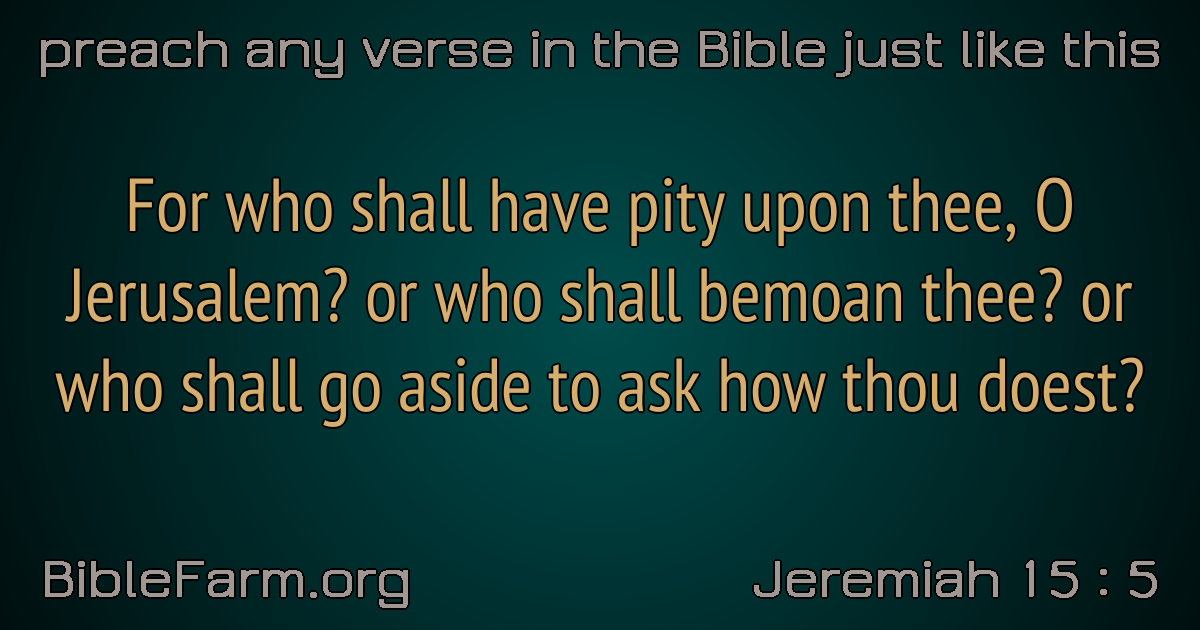 preach any verse in the Bible just like this
For who shall have pity upon thee, O
Jerusalem? or who shall bemoan thee? or
who shall go aside to ask how thou doest?
BibleFarm.org
Jeremiah 15 : 5